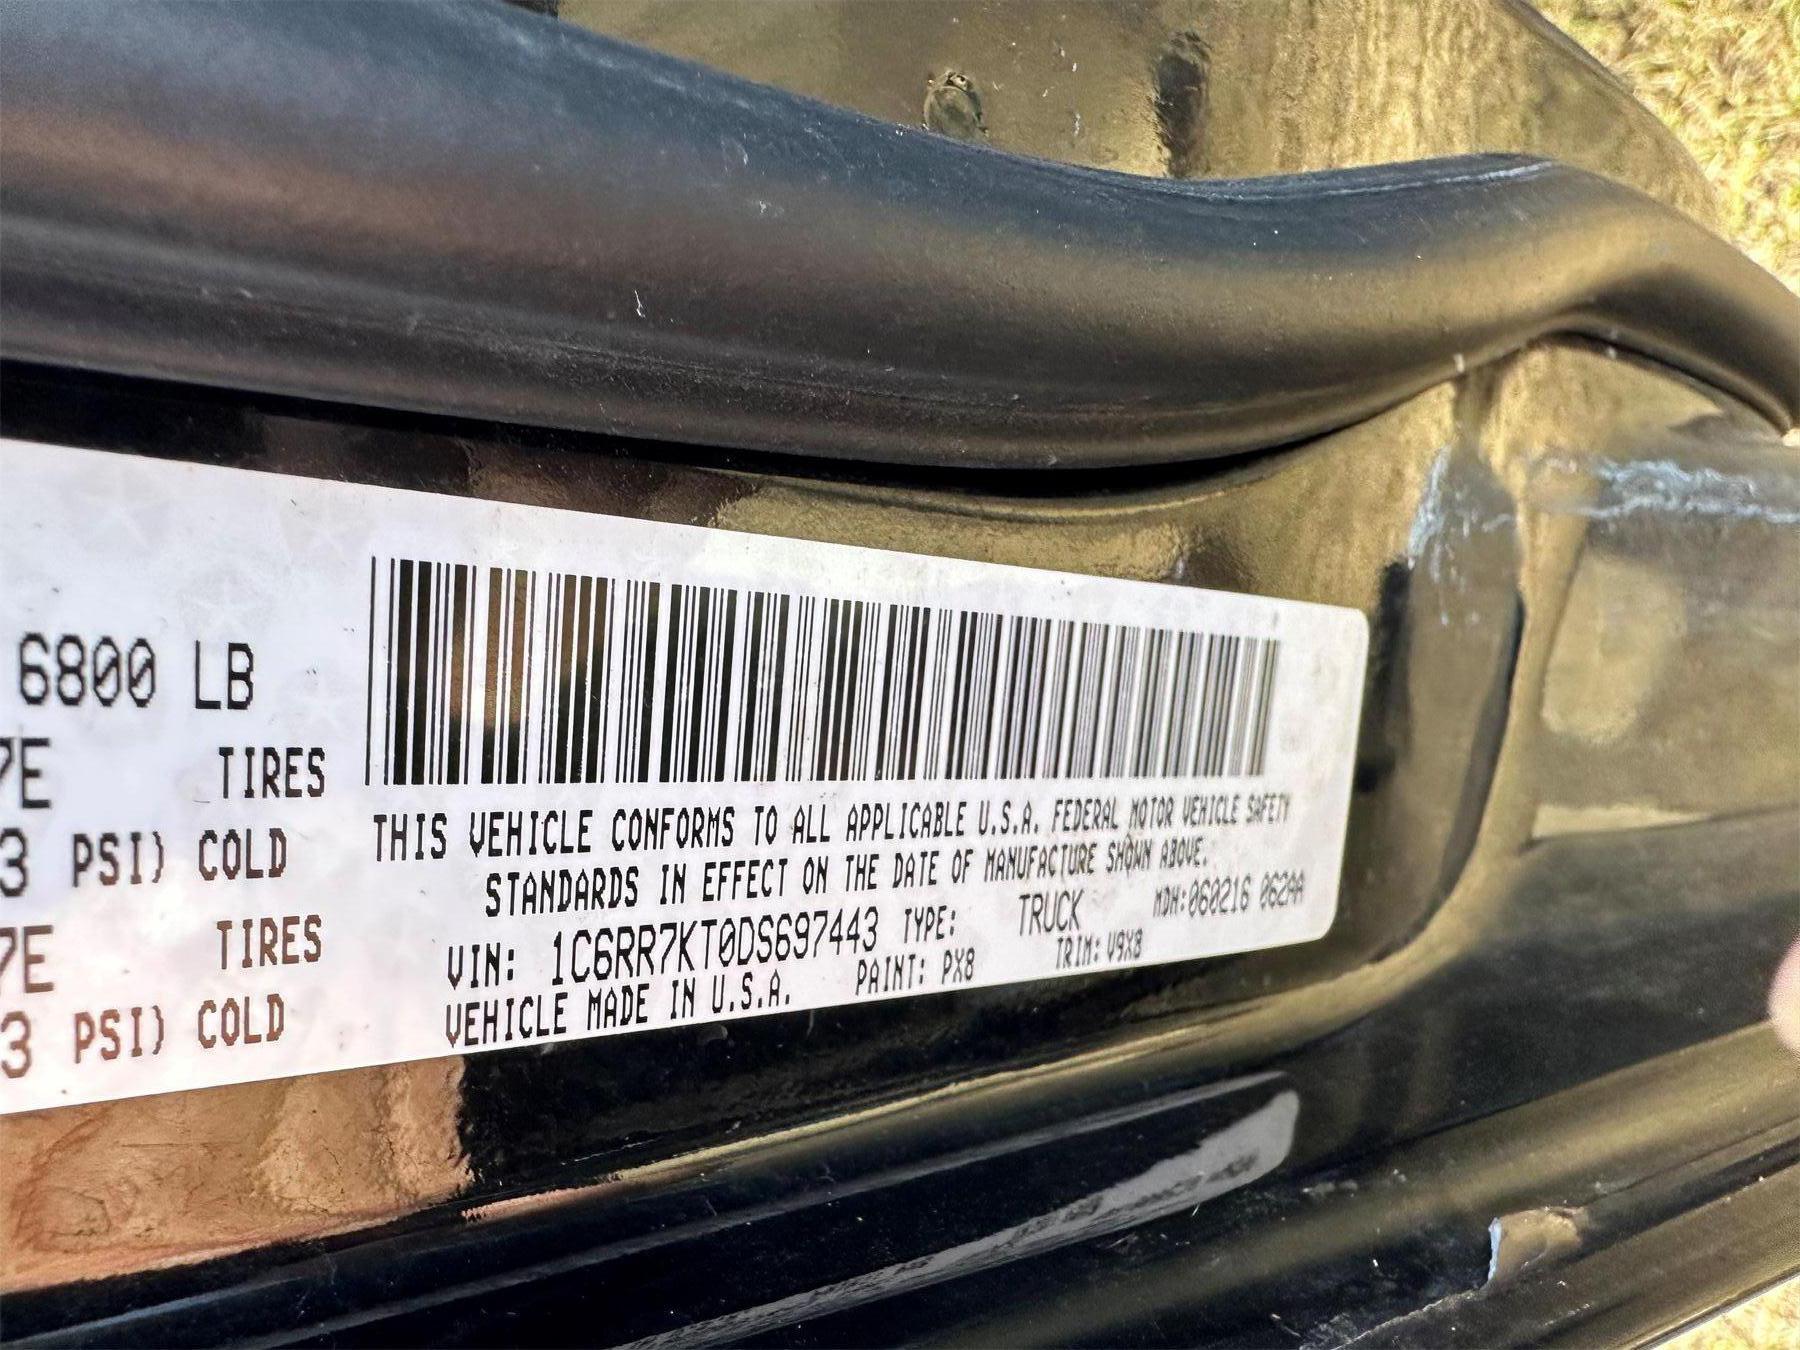 6800 LB
7E TIRES
3 PSI) COLD
7E TIRES
3 PSI) COLD
THIS VEHICLE CONFORMS TO ALL APPLICABLE U.S.A. FEDERAL MOTOR VEHICLE SAFETY
STANDARDS IN EFFECT ON THE DATE OF MANUFACTURE SHOWN ABOVE.
VIN: 1C6RR7KT0DS697443 TYPE: TRUCK MDH:060216 062AA
VEHICLE MADE IN U.S.A. PAINT: PX8 TRIM: V9X8